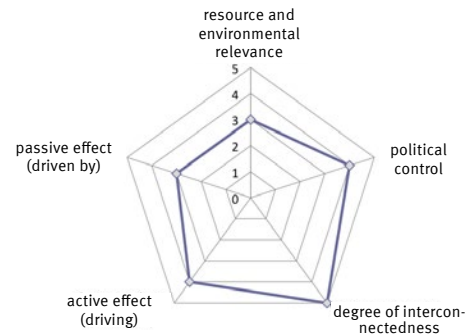 resource and
environmental
relevance
5
4
3
2
1
0
passive effect
(driven by)
political
control
active effect
(driving)
degree of intercon-
nectedness